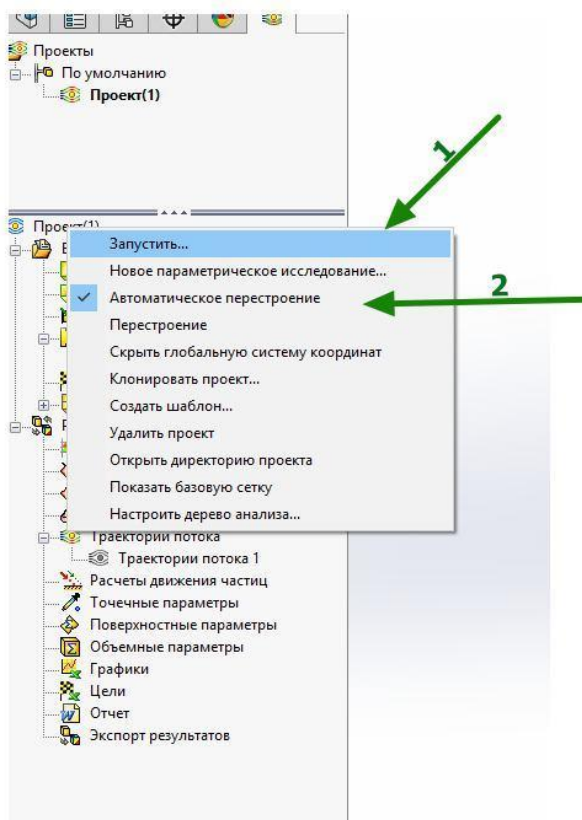 Проекты
По умолчанию
Проект(1)
1
Проект(1)
Запустить...
Новое параметрическое исследование...
Автоматическое перестроение
2
Перестроение
Скрыть глобальную систему координат
Клонировать проект...
Создать шаблон...
Удалить проект
Открыть директорию проекта
Показать базовую сетку
Настроить дерево анализа...
Траектории потока
Траектории потока 1
Расчеты движения частиц
Точечные параметры
Поверхностные параметры
Объемные параметры
Графики
Цели
Отчет
Экспорт результатов